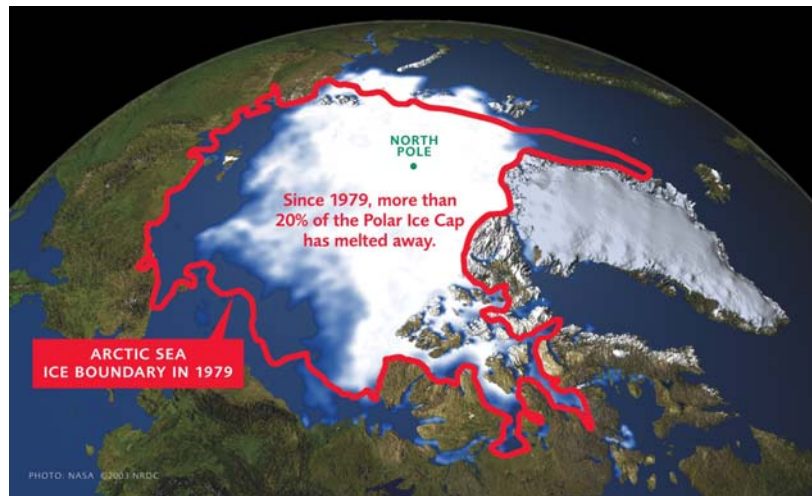 NORTH
POLE
Since 1979, more than
20% of the Polar Ice Cap
has melted away.
ARCTIC SEA
ICE BOUNDARY IN 1979
PHOTO: NASA ©2003 NRDC